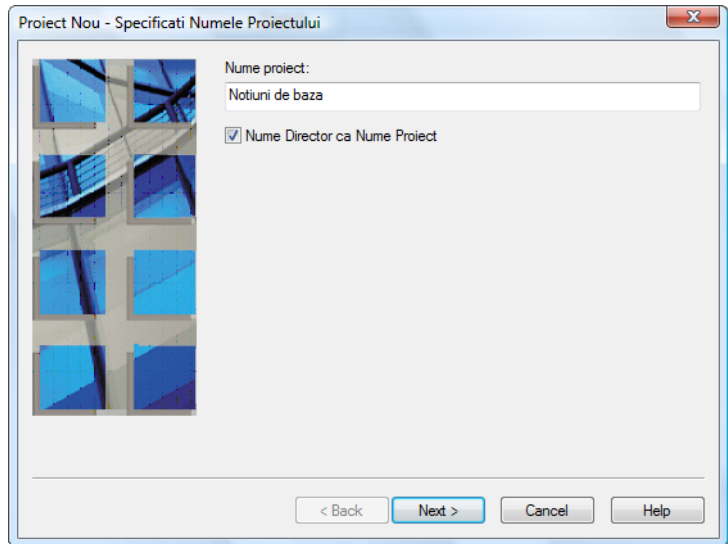 Proiect Nou - Specificati Numele Proiectului
Nume proiect:
Notiuni de baza
Nume Director ca Nume Proiect
< Back
Next >
Cancel
Help